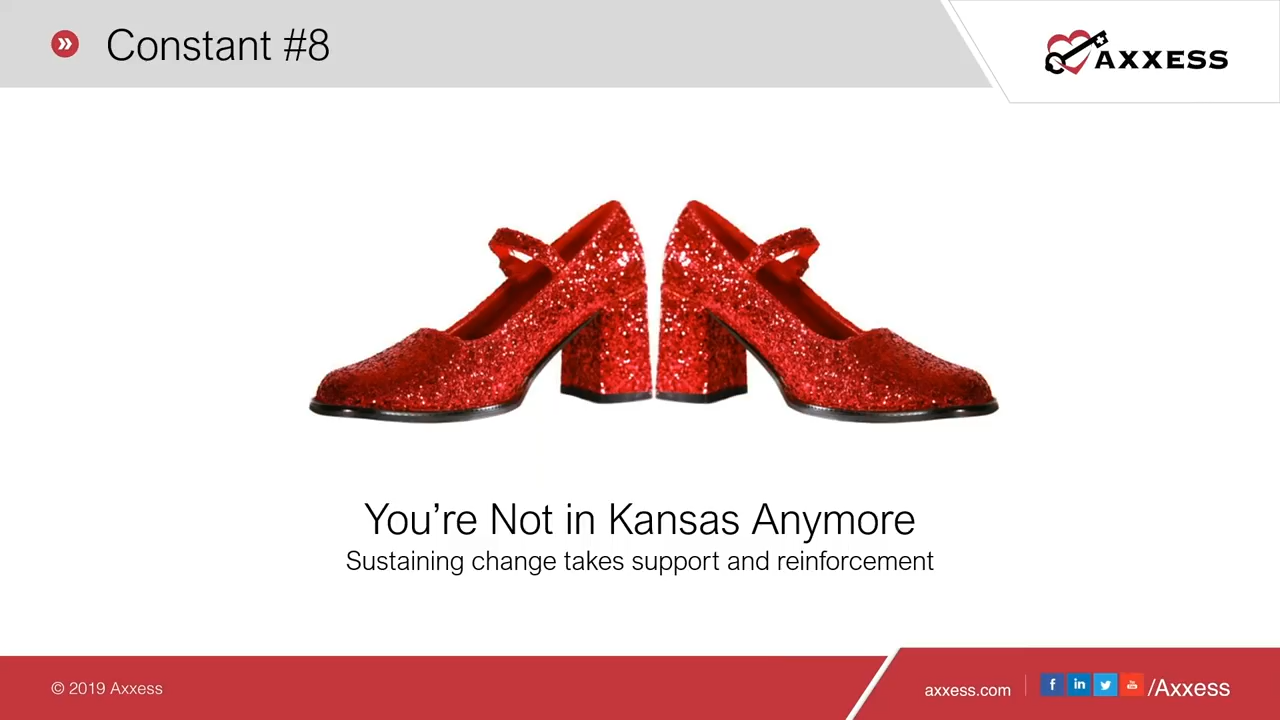 Constant #8
AXXESS
You're Not in Kansas Anymore
Sustaining change takes support and reinforcement
© 2019 Axxess
axxess.com
/Axxess